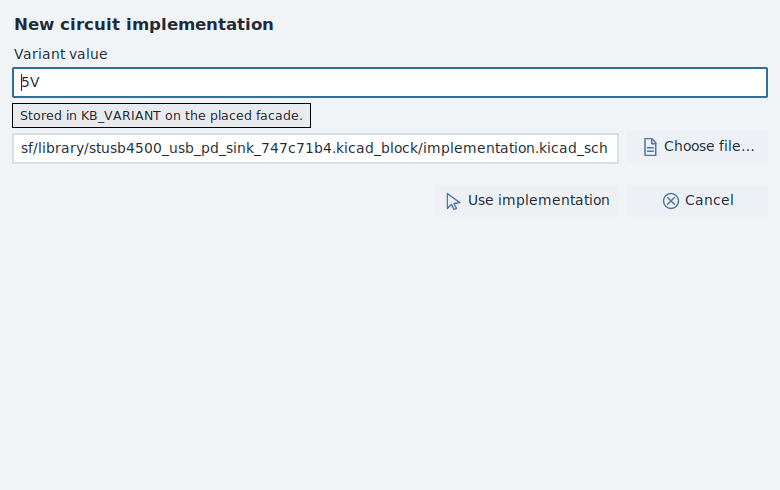 New circuit implementation
Variant value
5V
Stored in KB_VARIANT on the placed facade.
sf/library/stusb4500_usb_pd_sink_747c71b4.kicad_block/implementation.kicad_sch
Choose file...
Use implementation
Cancel